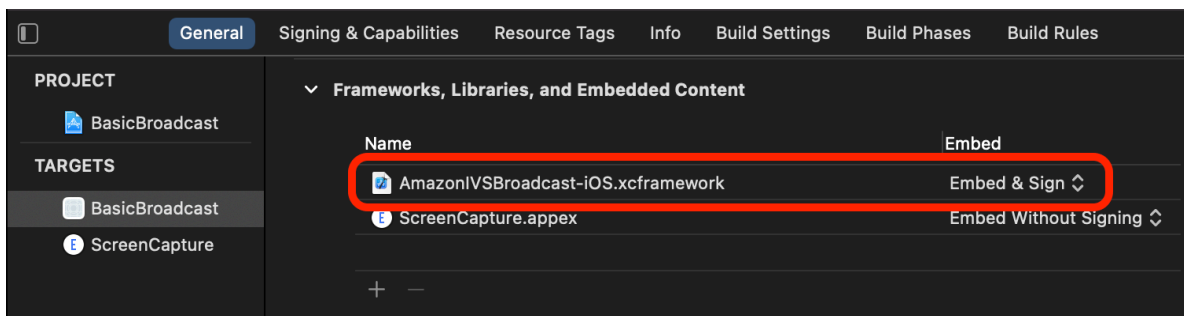 General Signing & Capabilities Resource Tags Info Build Settings Build Phases Build Rules
PROJECT
BasicBroadcast
TARGETS
BasicBroadcast
E ScreenCapture
Frameworks, Libraries, and Embedded Content
Name Embed
AmazonIVSBroadcast-iOS.xcframework Embed & Sign
E ScreenCapture.appex Embed Without Signing